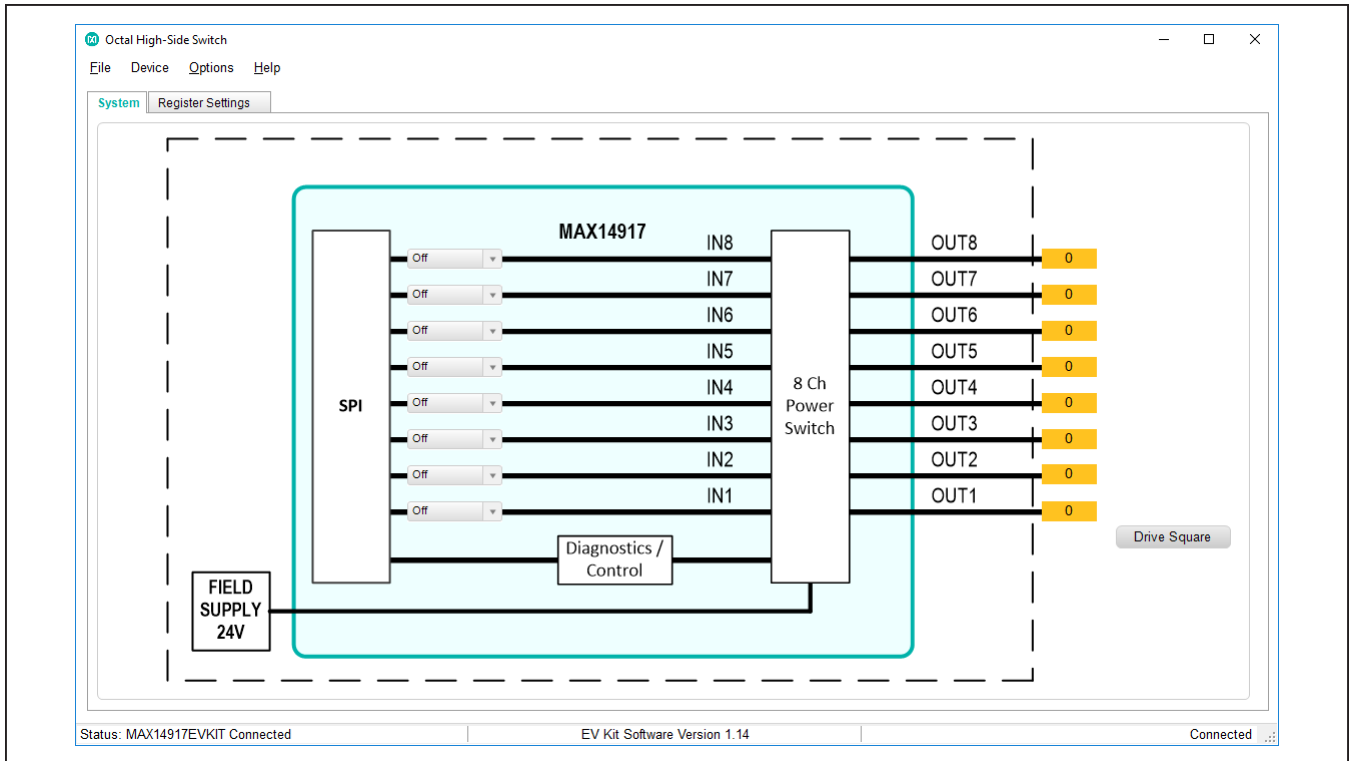 Octal High-Side Switch
File Device Options Help
System Register Settings
MAX14917
Off IN8 OUT8 0
Off IN7 OUT7 0
Off IN6 OUT6 0
Off IN5 OUT5 0
Off IN4 OUT4 0
Off IN3 OUT3 0
Off IN2 OUT2 0
Off IN1 OUT1 0
SPI
8 Ch
Power
Switch
Diagnostics /
Control
Drive Square
FIELD
SUPPLY
24V
Status: MAX14917EVKIT Connected EV Kit Software Version 1.14 Connected